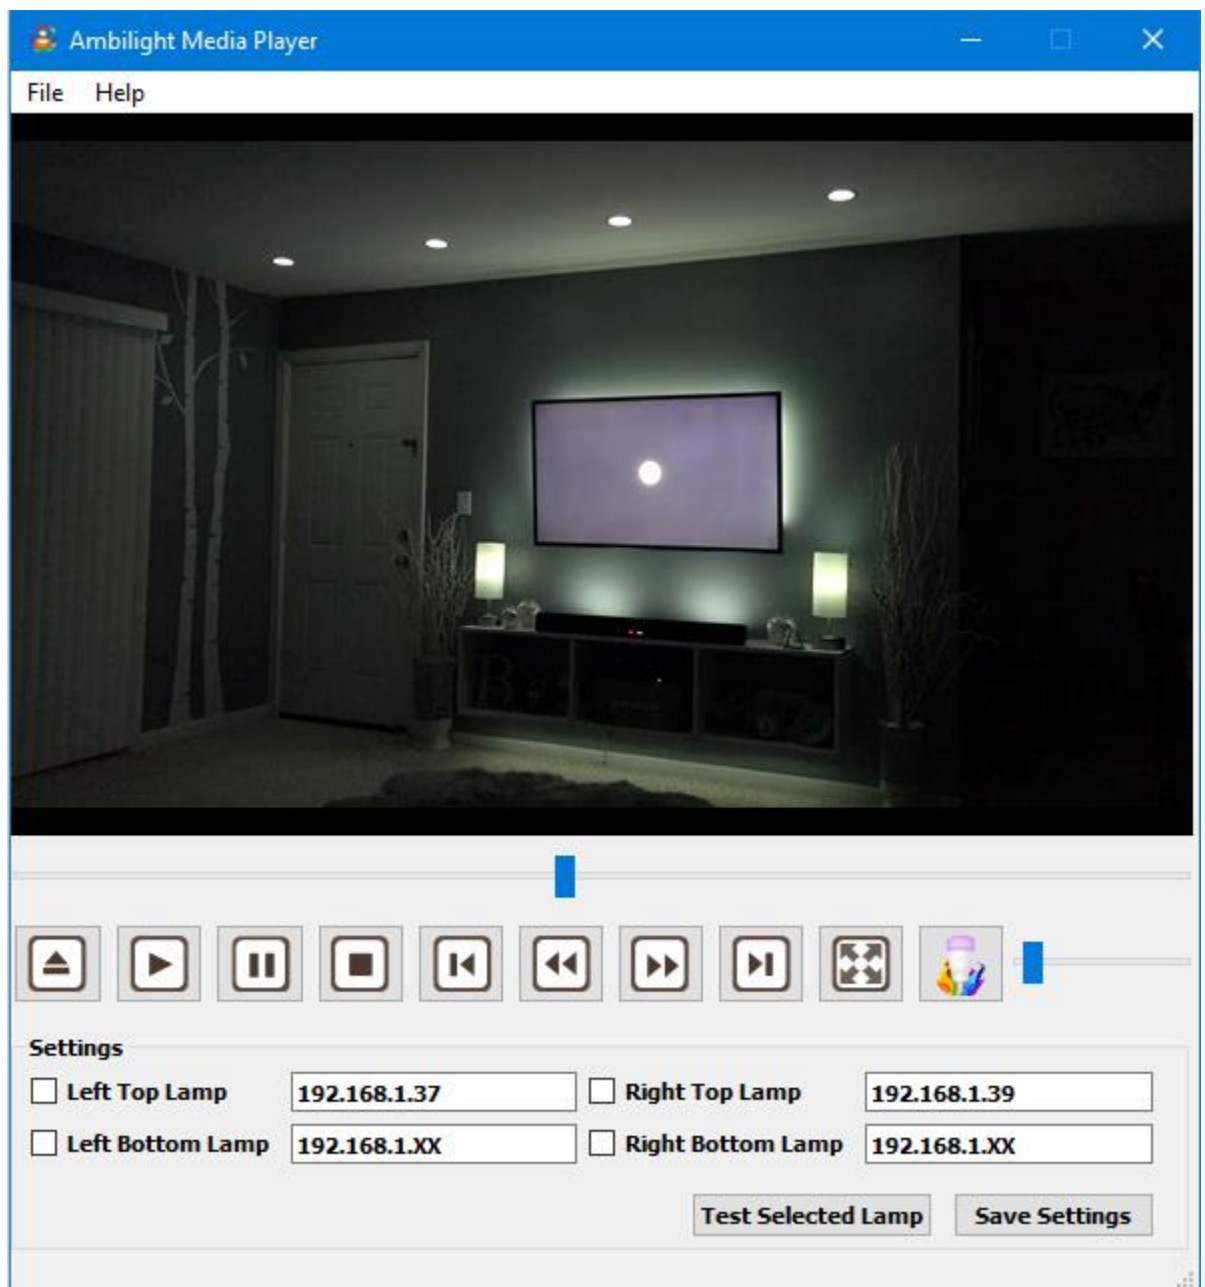 Ambilight Media Player
File Help
Settings
Left Top Lamp 192.168.1.37 Right Top Lamp 192.168.1.39
Left Bottom Lamp 192.168.1.XX Right Bottom Lamp 192.168.1.XX
Test Selected Lamp Save Settings